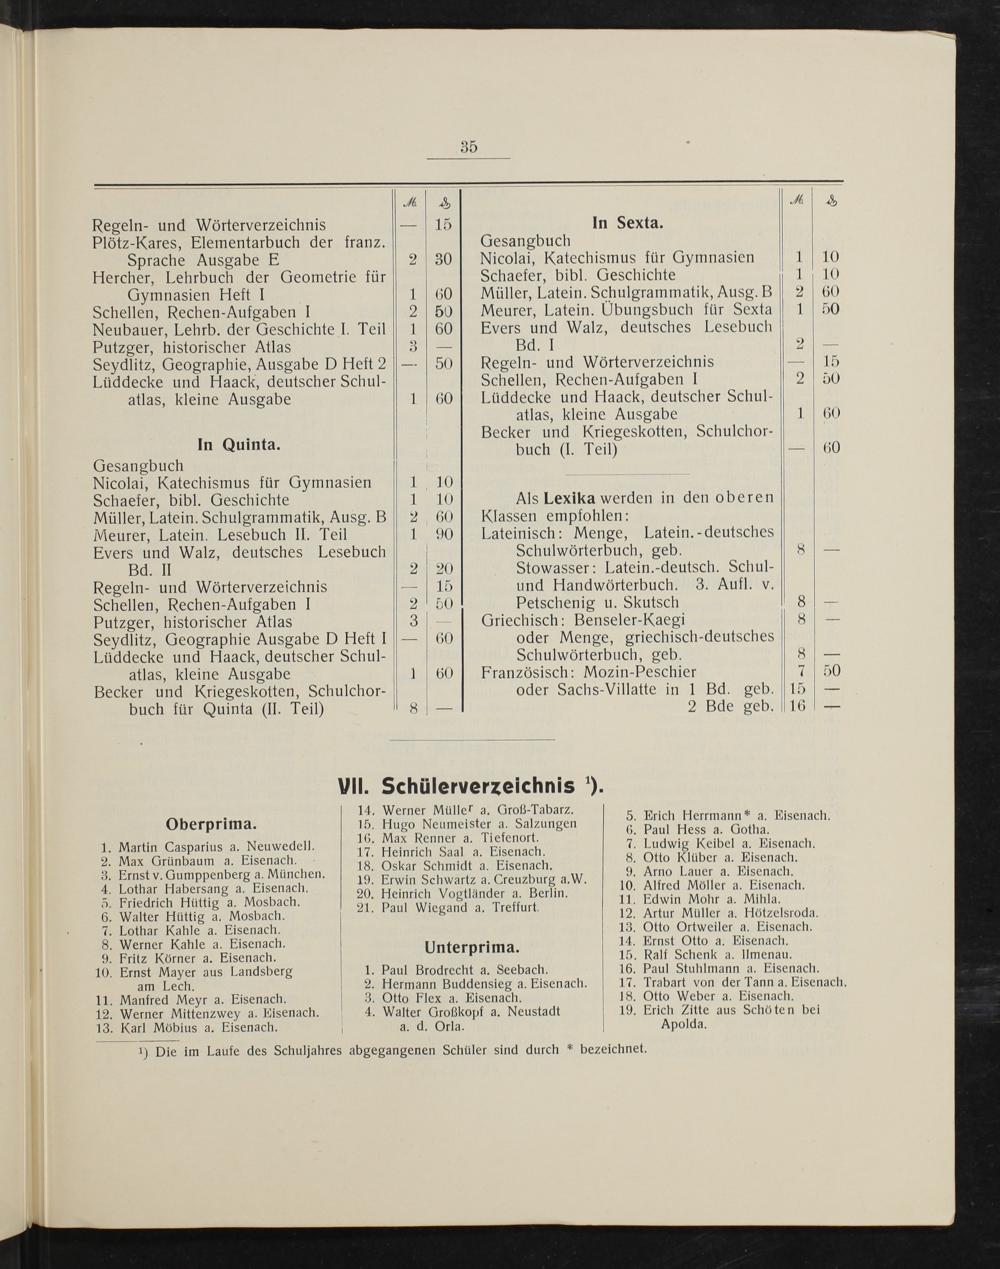 35
ℳ ₰
Regeln- und Wörterverzeichnis — 15
Plötz-Kares, Elementarbuch der franz.
Sprache Ausgabe E 2 30
Hercher, Lehrbuch der Geometrie für
Gymnasien Heft I 1 60
Schellen, Rechen-Aufgaben I 2 50
Neubauer, Lehrb. der Geschichte I. Teil 1 60
Putzger, historischer Atlas 3 —
Seydlitz, Geographie, Ausgabe D Heft 2 — 50
Lüddecke und Haack, deutscher Schul-
atlas, kleine Ausgabe 1 60
In Quinta.
Gesangbuch
Nicolai, Katechismus für Gymnasien 1 10
Schaefer, bibl. Geschichte 1 10
Müller, Latein. Schulgrammatik, Ausg. B 2 60
Meurer, Latein. Lesebuch II. Teil 1 90
Evers und Walz, deutsches Lesebuch
Bd. II 2 20
Regeln- und Wörterverzeichnis — 15
Schellen, Rechen-Aufgaben I 2 50
Putzger, historischer Atlas 3 —
Seydlitz, Geographie Ausgabe D Heft I — 60
Lüddecke und Haack, deutscher Schul-
atlas, kleine Ausgabe 1 60
Becker und Kriegeskotten, Schulchor-
buch für Quinta (II. Teil) 8 —
ℳ ₰
In Sexta.
Gesangbuch
Nicolai, Katechismus für Gymnasien 1 10
Schaefer, bibl. Geschichte 1 10
Müller, Latein. Schulgrammatik, Ausg. B 2 60
Meurer, Latein. Übungsbuch für Sexta 1 50
Evers und Walz, deutsches Lesebuch
Bd. I 2 —
Regeln- und Wörterverzeichnis — 15
Schellen, Rechen-Aufgaben I 2 50
Lüddecke und Haack, deutscher Schul-
atlas, kleine Ausgabe 1 60
Becker und Kriegeskotten, Schulchor-
buch (I. Teil) — 60
Als Lexika werden in den oberen
Klassen empfohlen:
Lateinisch: Menge, Latein.-deutsches
Schulwörterbuch, geb. 8 —
Stowasser: Latein.-deutsch. Schul-
und Handwörterbuch. 3. Aufl. v.
Petschenig u. Skutsch 8 —
Griechisch: Benseler-Kaegi 8 —
oder Menge, griechisch-deutsches
Schulwörterbuch, geb. 8 —
Französisch: Mozin-Peschier 7 50
oder Sachs-Villatte in 1 Bd. geb. 15 —
2 Bde geb. 16 —
VII. Schülerverzeichnis ¹).
Oberprima.
1. Martin Casparius a. Neuwedell.
2. Max Grünbaum a. Eisenach.
3. Ernst v. Gumppenberg a. München.
4. Lothar Habersang a. Eisenach.
5. Friedrich Hüttig a. Mosbach.
6. Walter Hüttig a. Mosbach.
7. Lothar Kahle a. Eisenach.
8. Werner Kahle a. Eisenach.
9. Fritz Körner a. Eisenach.
10. Ernst Mayer aus Landsberg
am Lech.
11. Manfred Meyr a. Eisenach.
12. Werner Mittenzwey a. Eisenach.
13. Karl Möbius a. Eisenach.
14. Werner Müller a. Groß-Tabarz.
15. Hugo Neumeister a. Salzungen
16. Max Renner a. Tiefenort.
17. Heinrich Saal a. Eisenach.
18. Oskar Schmidt a. Eisenach.
19. Erwin Schwartz a. Creuzburg a.W.
20. Heinrich Vogtländer a. Berlin.
21. Paul Wiegand a. Treffurt.
Unterprima.
1. Paul Brodrecht a. Seebach.
2. Hermann Buddensieg a. Eisenach.
3. Otto Flex a. Eisenach.
4. Walter Großkopf a. Neustadt
a. d. Orla.
5. Erich Herrmann* a. Eisenach.
6. Paul Hess a. Gotha.
7. Ludwig Keibel a. Eisenach.
8. Otto Klüber a. Eisenach.
9. Arno Lauer a. Eisenach.
10. Alfred Möller a. Eisenach.
11. Edwin Mohr a. Mihla.
12. Artur Müller a. Hötzelsroda.
13. Otto Ortweiler a. Eisenach.
14. Ernst Otto a. Eisenach.
15. Ralf Schenk a. Ilmenau.
16. Paul Stuhlmann a. Eisenach.
17. Trabart von der Tann a. Eisenach.
18. Otto Weber a. Eisenach.
19. Erich Zitte aus Schöten bei
Apolda.
¹) Die im Laufe des Schuljahres abgegangenen Schüler sind durch * bezeichnet.